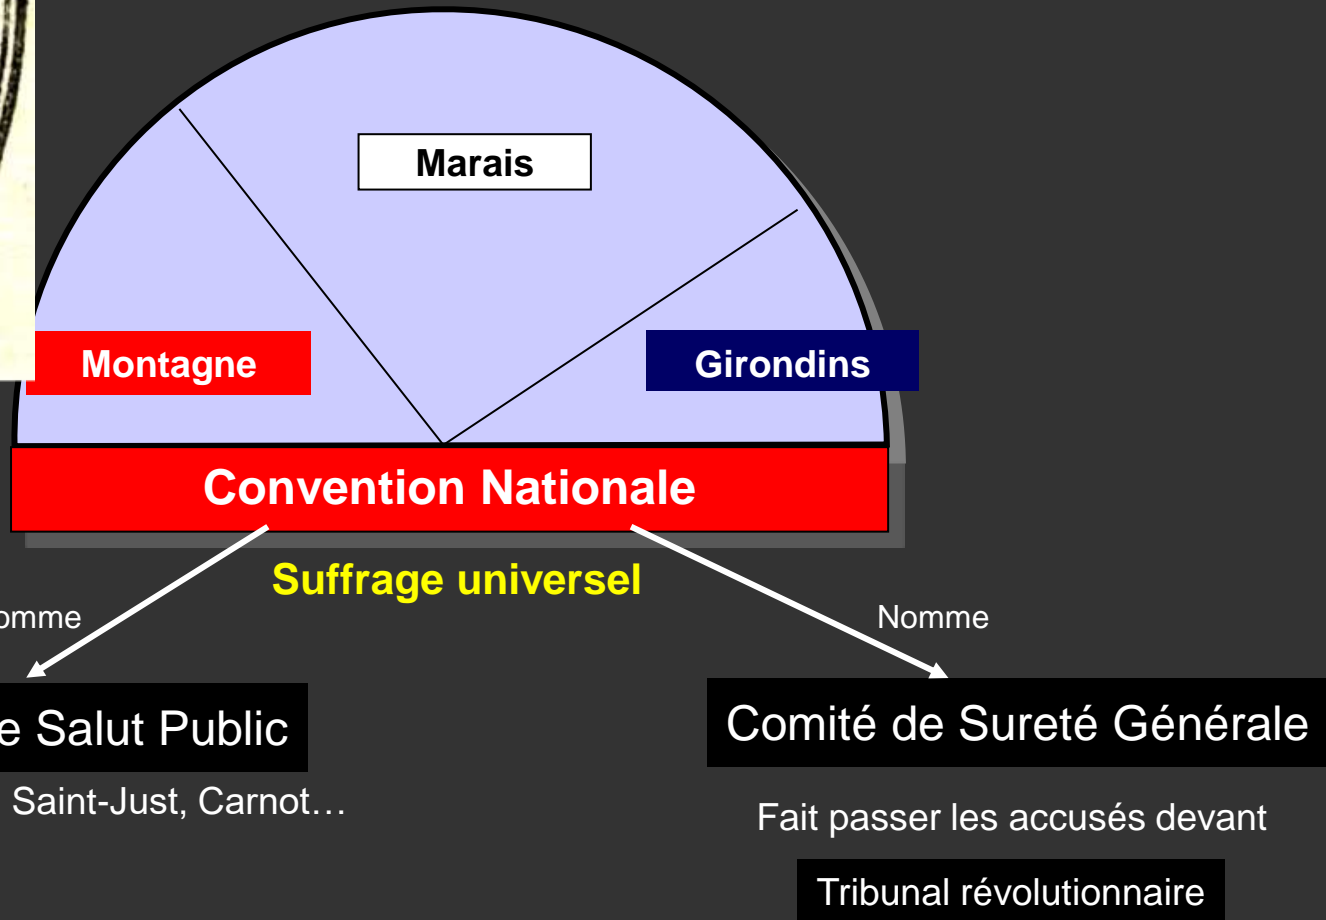 Marais
Montagne
Girondins
Convention Nationale
Suffrage universel
omme
Nomme
e Salut Public
Comité de Sureté Générale
Saint-Just, Carnot…
Fait passer les accusés devant
Tribunal révolutionnaire